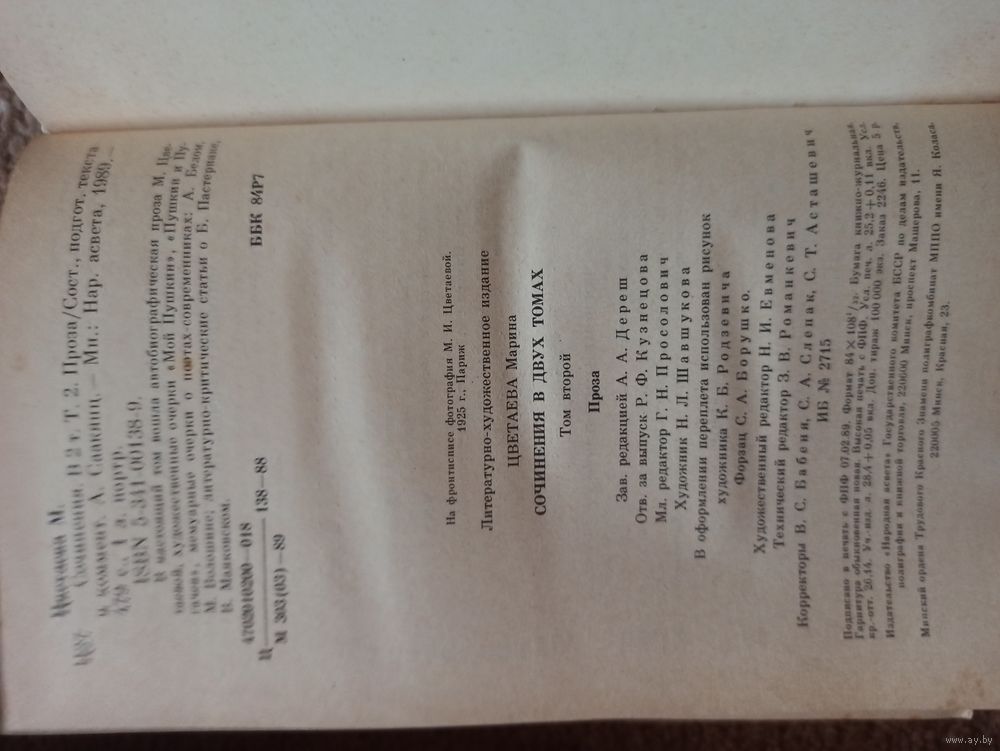 Цветаева М.
Сочинения. В 2 т. Т. 2. Проза/Сост., подгот. текста
и коммент. А. Саакянц.— Мн.: Нар. асвета, 1989.—
479 с., 1 л. портр.
ISBN 5-341-00138-9.
В настоящий том вошла автобиографическая проза М. Цве-
таевой, художественные очерки «Мой Пушкин», «Пушкин и Пу-
гачев», мемуарные очерки о поэтах-современниках: А. Белом,
М. Волошине; литературно-критические статьи о Б. Пастернаке,
В. Маяковском.
4702010200—018
Ц 138—88
М 303(03)—89
ББК 84Р7
На фронтисписе фотография М. И. Цветаевой.
1925 г., Париж
Литературно-художественное издание
ЦВЕТАЕВА Марина
СОЧИНЕНИЯ В ДВУХ ТОМАХ
Том второй
Проза
Зав. редакцией А. А. Дереш
Отв. за выпуск Р. Ф. Кузнецова
Мл. редактор Г. Н. Просолович
Художник Н. Л. Шавшукова
В оформлении переплета использован рисунок
художника К. Б. Родзевича
Форзац С. А. Борушко.
Художественный редактор Н. И. Евменова
Технический редактор З. В. Романкевич
Корректоры В. С. Бабеня, С. А. Слепак, С. Т. Асташевич
ИБ № 2715
Подписано в печать с ФПФ 07.02.89. Формат 84×108¹/₃₂. Бумага книжно-журнальная.
Гарнитура обыкновенная новая. Высокая печать с ФПФ. Усл. печ. л. 25,2+0,11 вкл. Усл.
кр.-отт. 26,14. Уч.-изд. л. 28,4+0,05 вкл. Доп. тираж 100 000 экз. Заказ 2246. Цена 5 р
Издательство «Народная асвета» Государственного комитета БССР по делам издательств,
полиграфии и книжной торговли, 220600 Минск, проспект Машерова, 11.
Минский ордена Трудового Красного Знамени полиграфкомбинат МППО имени Я. Коласа.
220005 Минск, Красная, 23.
www.ay.by